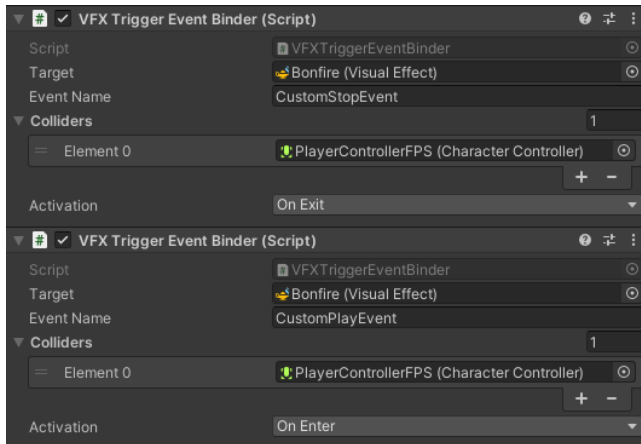 # VFX Trigger Event Binder (Script)
Script VFXTriggerEventBinder
Target Bonfire (Visual Effect)
Event Name CustomStopEvent
Colliders 1
Element 0 PlayerControllerFPS (Character Controller)
+ −
Activation On Exit
# VFX Trigger Event Binder (Script)
Script VFXTriggerEventBinder
Target Bonfire (Visual Effect)
Event Name CustomPlayEvent
Colliders 1
Element 0 PlayerControllerFPS (Character Controller)
+ −
Activation On Enter